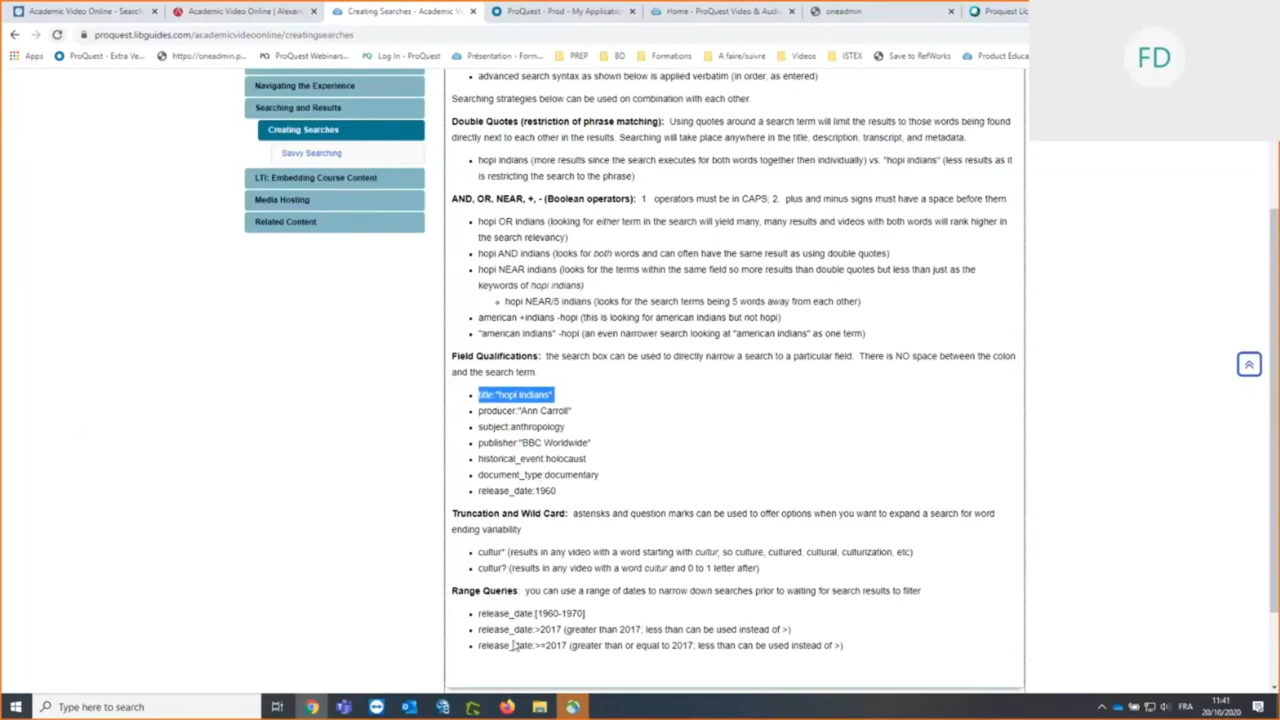 Academic Video Online - Search
Academic Video Online | Alexan
Creating Searches - Academic V
ProQuest - Prod - My Application
Home - ProQuest Video & Audi
oneadmin
Proquest Lic
proquest.libguides.com/academicvideoonline/creatingsearches
Apps
ProQuest - Extra Ve...
https://oneadmin.p...
ProQuest Webinars...
Log In - ProQuest
Présentation - Form...
PREP
BD
Formations
A faire/suivre
Videos
ISTEX
Save to RefWorks
Product Educa
FD
Navigating the Experience
Searching and Results
Creating Searches
Savvy Searching
LTI: Embedding Course Content
Media Hosting
Related Content
advanced search syntax as shown below is applied verbatim (in order, as entered)
Searching strategies below can be used on combination with each other.
Double Quotes (restriction of phrase matching): Using quotes around a search term will limit the results to those words being found
directly next to each other in the results. Searching will take place anywhere in the title, description, transcript, and metadata.
hopi indians (more results since the search executes for both words together then individually) vs. "hopi indians" (less results as it
is restricting the search to the phrase)
AND, OR, NEAR, +, - (Boolean operators): 1. operators must be in CAPS; 2. plus and minus signs must have a space before them.
hopi OR indians (looking for either term in the search will yield many, many results and videos with both words will rank higher in
the search relevancy)
hopi AND indians (looks for both words and can often have the same result as using double quotes)
hopi NEAR indians (looks for the terms within the same field so more results than double quotes but less than just as the
keywords of hopi indians)
hopi NEAR/5 indians (looks for the search terms being 5 words away from each other)
american +indians -hopi (this is looking for american indians but not hopi)
"american indians" -hopi (an even narrower search looking at "american indians" as one term)
Field Qualifications: the search box can be used to directly narrow a search to a particular field. There is NO space between the colon
and the search term.
title:"hopi indians"
producer:"Ann Carroll"
subject:anthropology
publisher:"BBC Worldwide"
historical_event:holocaust
document_type:documentary
release_date:1960
Truncation and Wild Card: asterisks and question marks can be used to offer options when you want to expand a search for word
ending variability
cultur* (results in any video with a word starting with cultur, so culture, cultured, cultural, culturization, etc)
cultur? (results in any video with a word cultur and 0 to 1 letter after)
Range Queries: you can use a range of dates to narrow down searches prior to waiting for search results to filter
release_date:[1960-1970]
release_date:>2017 (greater than 2017; less than can be used instead of >)
release_date:>=2017 (greater than or equal to 2017; less than can be used instead of >)
Type here to search
FRA
11:41
20/10/2020